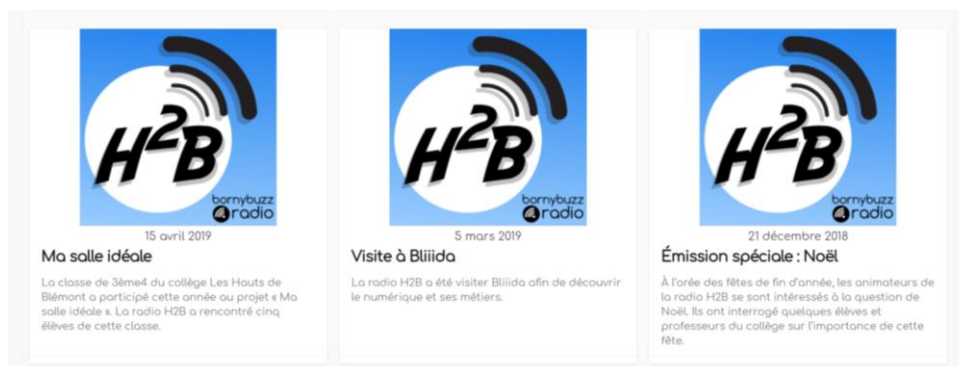 H2B
bornybuzz
radio
15 avril 2019
Ma salle idéale
La classe de 3ème4 du collège Les Hauts de
Blémont a participé cette année au projet « Ma
salle idéale ». La radio H2B a rencontré cinq
élèves de cette classe.
H2B
bornybuzz
radio
5 mars 2019
Visite à Bliiida
La radio H2B a été visiter Bliiida afin de découvrir
le numérique et ses métiers.
H2B
bornybuzz
radio
21 décembre 2018
Émission spéciale : Noël
À l'orée des fêtes de fin d'année, les animateurs de
la radio H2B se sont intéressés à la question de
Noël. Ils ont interrogé quelques élèves et
professeurs du collège sur l'importance de cette
fête.